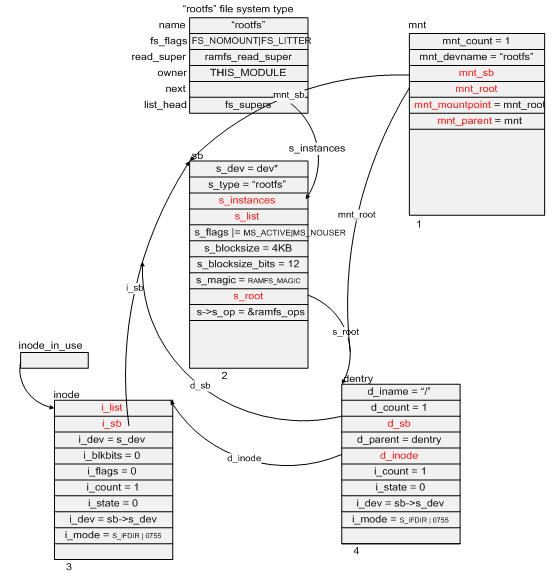 "rootfs" file system type
name "rootfs"
fs_flags FS_NOMOUNT|FS_LITTER
read_super ramfs_read_super
owner THIS_MODULE
next
list_head fs_supers
mnt
mnt_count = 1
mnt_devname = "rootfs"
mnt_sb
mnt_root
mnt_mountpoint = mnt_root
mnt_parent = mnt
1
mnt_sb
s_instances
mnt_root
sb
s_dev = dev*
s_type = "rootfs"
s_instances
s_list
s_flags |= MS_ACTIVE|MS_NOUSER
s_blocksize = 4KB
s_blocksize_bits = 12
s_magic = RAMFS_MAGIC
s_root
s->s_op = &ramfs_ops
2
i_sb
s_root
d_sb
d_inode
inode_in_use
inode
i_list
i_sb
i_dev = s_dev
i_blkbits = 0
i_flags = 0
i_count = 1
i_state = 0
i_dev = sb->s_dev
i_mode = S_IFDIR | 0755
3
dentry
d_iname = "/"
d_count = 1
d_sb
d_parent = dentry
d_inode
i_count = 1
i_state = 0
i_dev = sb->s_dev
i_mode = S_IFDIR | 0755
4